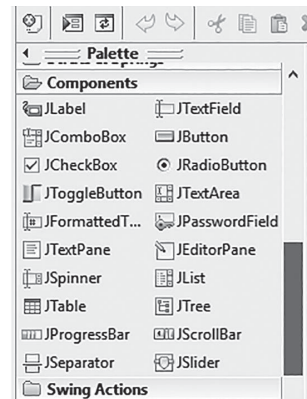 Palette
Components
JLabel JTextField
JComboBox JButton
JCheckBox JRadioButton
JToggleButton JTextArea
JFormattedT... JPasswordField
JTextPane JEditorPane
JSpinner JList
JTable JTree
JProgressBar JScrollBar
JSeparator JSlider
Swing Actions